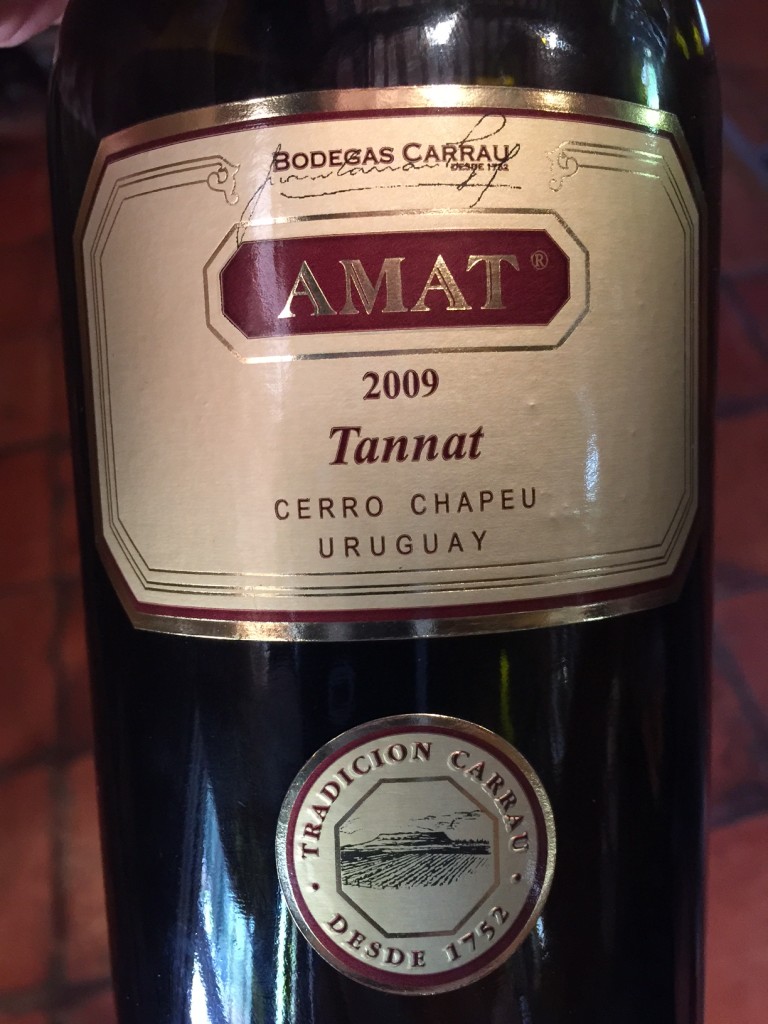 BODEGAS CARRAU
DESDE 1752
AMAT®
2009
Tannat
CERRO CHAPEU
URUGUAY
TRADICION CARRAU
DESDE 1752